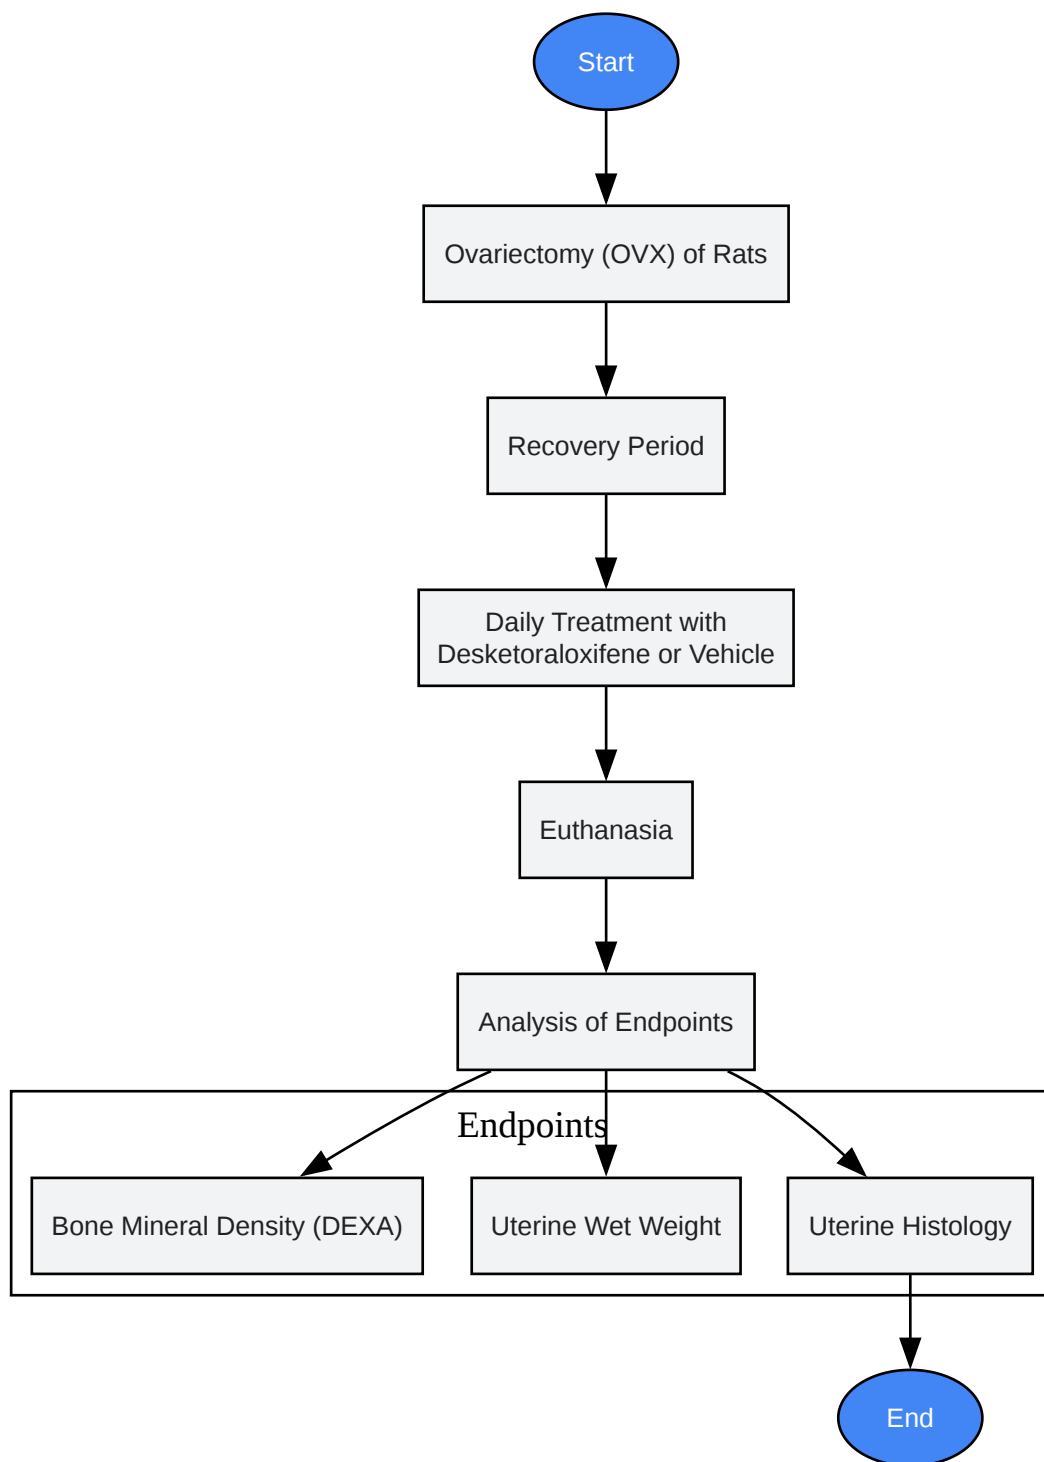 Start
Ovariectomy (OVX) of Rats
Recovery Period
Daily Treatment with
Desketoraloxifene or Vehicle
Euthanasia
Analysis of Endpoints
Endpoints
Bone Mineral Density (DEXA)
Uterine Wet Weight
Uterine Histology
End